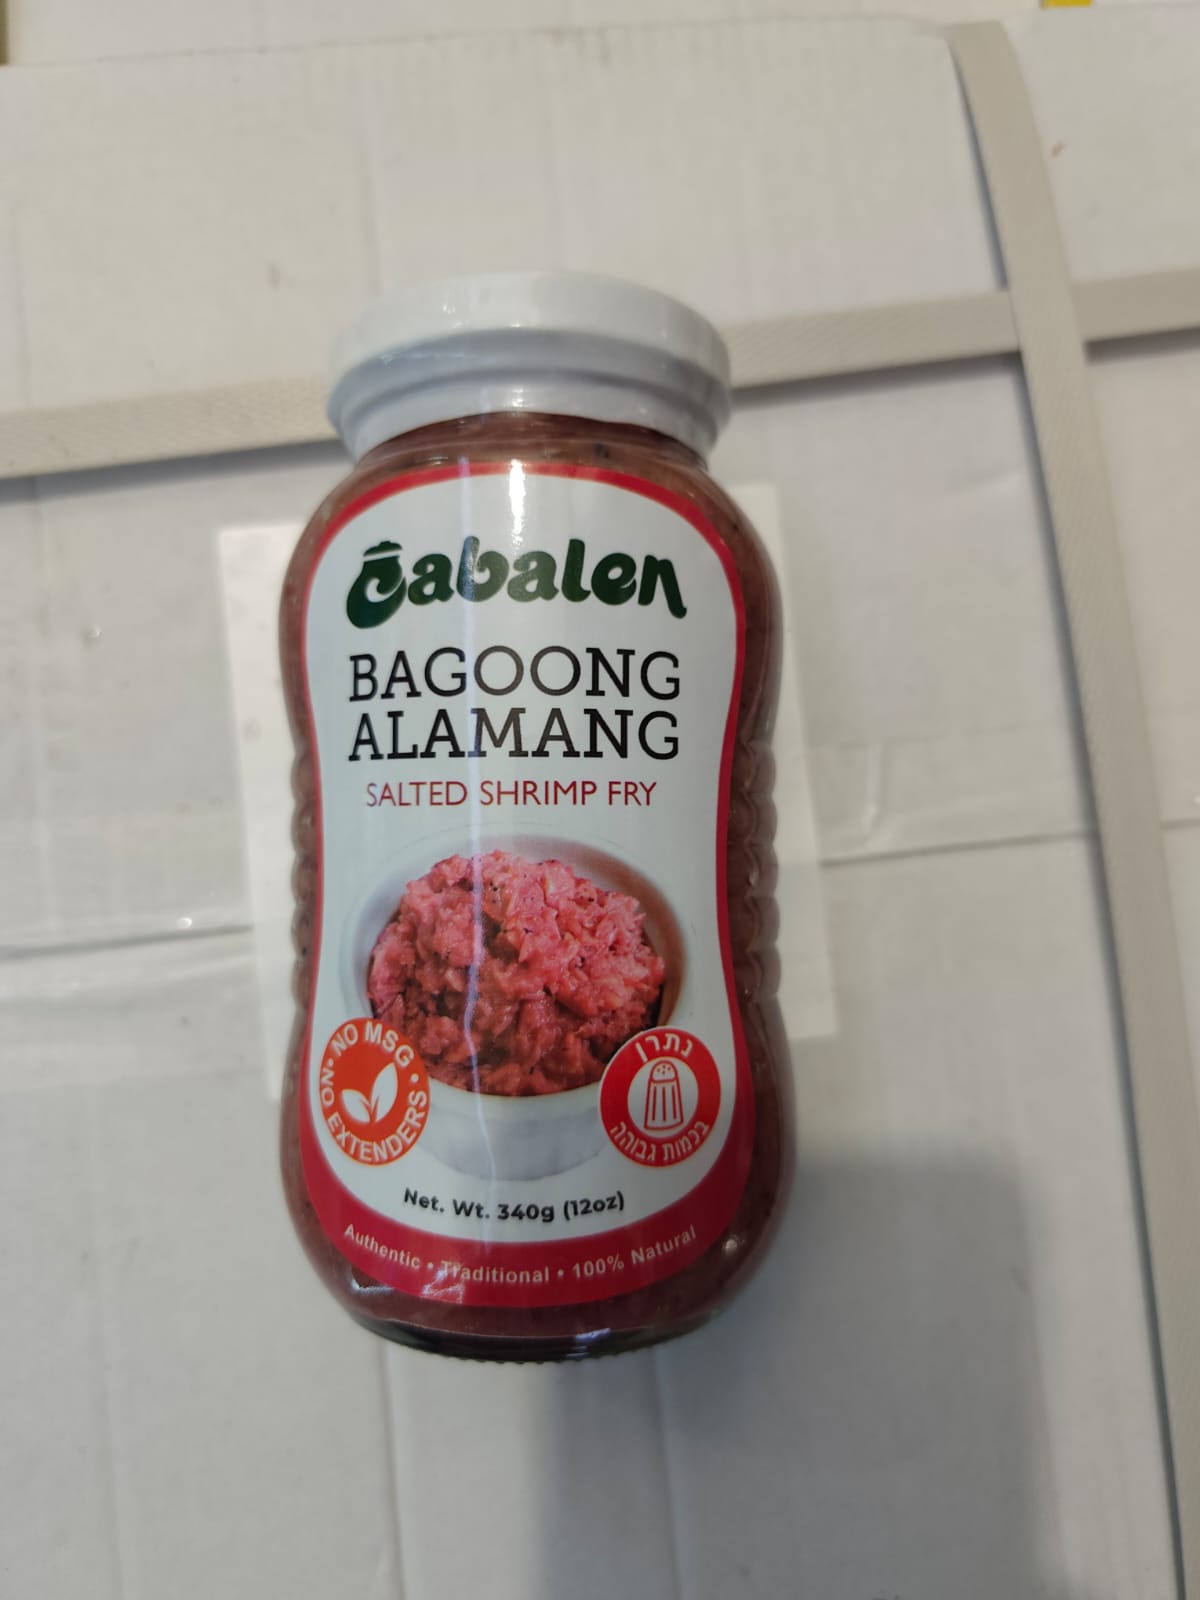 Cabalen
BAGOONG
ALAMANG
SALTED SHRIMP FRY
• NO MSG •
NO EXTENDERS
נתרן
בכמות גבוהה
Net. Wt. 340g (12oz)
Authentic • Traditional • 100% Natural